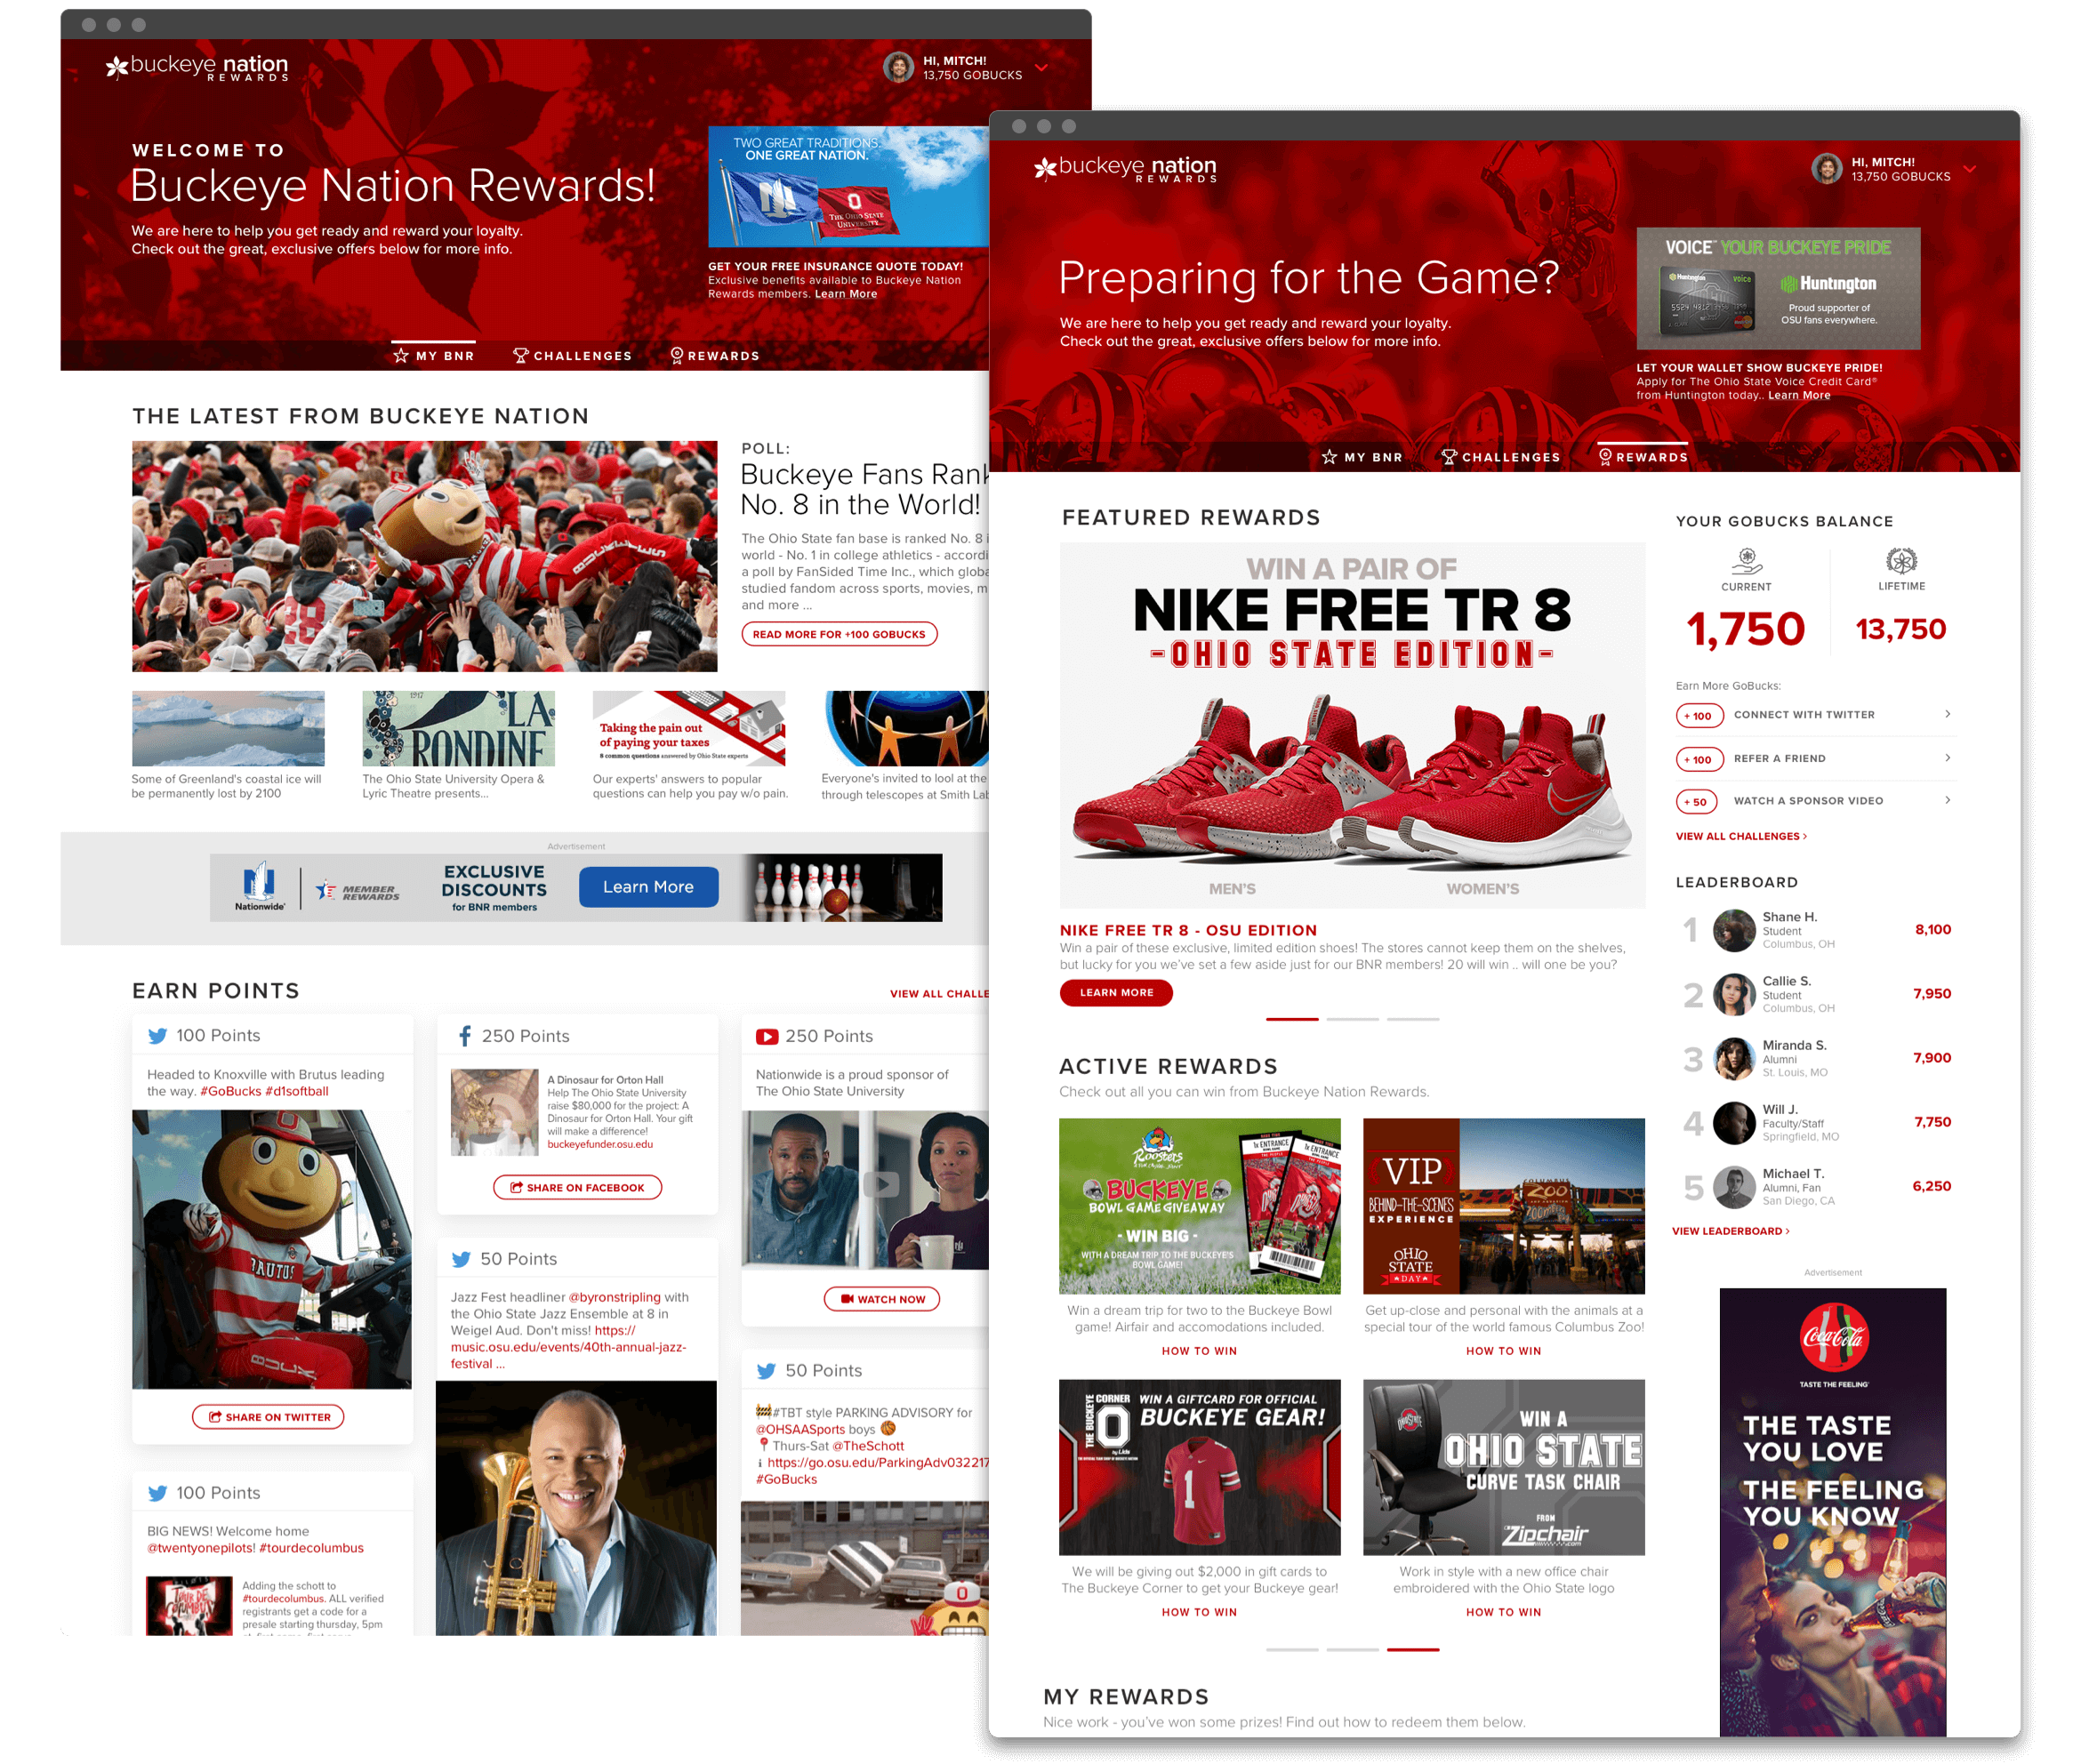 buckeye nation
REWARDS
HI, MITCH!
13,750 GOBUCKS
WELCOME TO
Buckeye Nation Rewards!
We are here to help you get ready and reward your loyalty.
Check out the great, exclusive offers below for more info.
TWO GREAT TRADITIONS.
ONE GREAT NATION.
THE OHIO STATE
UNIVERSITY
GET YOUR FREE INSURANCE QUOTE TODAY!
Exclusive benefits available to Buckeye Nation
Rewards members. Learn More
MY BNR
CHALLENGES
REWARDS
THE LATEST FROM BUCKEYE NATION
BUCKEYES
POLL:
Buckeye Fans Rank
No. 8 in the World!
The Ohio State fan base is ranked No. 8 i
world - No. 1 in college athletics - accordi
a poll by FanSided Time Inc., which globa
studied fandom across sports, movies, m
and more ...
READ MORE FOR +100 GOBUCKS
1917
LA
RONDINE
Taking the pain out
of paying your taxes
8 common questions answered by Ohio State experts
Some of Greenland's coastal ice will
be permanently lost by 2100
The Ohio State University Opera &
Lyric Theatre presents...
Our experts' answers to popular
questions can help you pay w/o pain.
Everyone's invited to lool at the
through telescopes at Smith Lab
Advertisement
Nationwide
MEMBER
REWARDS
EXCLUSIVE
DISCOUNTS
for BNR members
Learn More
EARN POINTS
VIEW ALL CHALLE
100 Points
Headed to Knoxville with Brutus leading
the way. #GoBucks #d1softball
BRUTUS
BUCK
SHARE ON TWITTER
100 Points
BIG NEWS! Welcome home
@twentyonepilots! #tourdecolumbus
TOUR DE
COLUMBUS
Adding the schott to
#tourdecolumbus. ALL verified
registrants get a code for a
presale starting thursday, 5pm
250 Points
A Dinosaur for Orton Hall
Help The Ohio State University
raise $80,000 for the project: A
Dinosaur for Orton Hall. Your gift
will make a difference!
buckeyefunder.osu.edu
SHARE ON FACEBOOK
50 Points
Jazz Fest headliner @byronstripling with
the Ohio State Jazz Ensemble at 8 in
Weigel Aud. Don't miss! https://
music.osu.edu/events/40th-annual-jazz-
festival ...
250 Points
Nationwide is a proud sponsor of
The Ohio State University
WATCH NOW
50 Points
#TBT style PARKING ADVISORY for
@OHSAASports boys
Thurs-Sat @TheSchott
https://go.osu.edu/ParkingAdv032217
#GoBucks
buckeye nation
REWARDS
HI, MITCH!
13,750 GOBUCKS
Preparing for the Game?
We are here to help you get ready and reward your loyalty.
Check out the great, exclusive offers below for more info.
VOICE™ YOUR BUCKEYE PRIDE
Huntington
voice
Huntington
Proud supporter of
OSU fans everywhere.
LET YOUR WALLET SHOW BUCKEYE PRIDE!
Apply for The Ohio State Voice Credit Card®
from Huntington today.. Learn More
MY BNR
CHALLENGES
REWARDS
FEATURED REWARDS
WIN A PAIR OF
NIKE FREE TR 8
-OHIO STATE EDITION-
MEN'S
WOMEN'S
NIKE FREE TR 8 - OSU EDITION
Win a pair of these exclusive, limited edition shoes! The stores cannot keep them on the shelves,
but lucky for you we've set a few aside just for our BNR members! 20 will win .. will one be you?
LEARN MORE
ACTIVE REWARDS
Check out all you can win from Buckeye Nation Rewards.
Roosters
BUCKEYE
BOWL GAME GIVEAWAY
- WIN BIG -
WITH A DREAM TRIP TO THE BUCKEYE'S
BOWL GAME!
1x ENTRANCE
1x ENTRANCE
Win a dream trip for two to the Buckeye Bowl
game! Airfair and accomodations included.
HOW TO WIN
VIP
BEHIND-THE-SCENES
EXPERIENCE
OHIO
STATE
DAY
COLUMBUS
ZOO
Get up-close and personal with the animals at a
special tour of the world famous Columbus Zoo!
HOW TO WIN
THE BUCKEYE
CORNER
by Lids
WIN A GIFTCARD FOR OFFICIAL
BUCKEYE GEAR!
1
We will be giving out $2,000 in gift cards to
The Buckeye Corner to get your Buckeye gear!
HOW TO WIN
OHIO STATE
WIN A
OHIO STATE
CURVE TASK CHAIR
FROM
Zipchair
.com
Work in style with a new office chair
embroidered with the Ohio State logo
HOW TO WIN
MY REWARDS
Nice work - you've won some prizes! Find out how to redeem them below.
YOUR GOBUCKS BALANCE
CURRENT
1,750
LIFETIME
13,750
Earn More GoBucks:
+ 100 CONNECT WITH TWITTER
+ 100 REFER A FRIEND
+ 50 WATCH A SPONSOR VIDEO
VIEW ALL CHALLENGES
LEADERBOARD
1
Shane H.
Student
Columbus, OH
8,100
2
Callie S.
Student
Columbus, OH
7,950
3
Miranda S.
Alumni
St. Louis, MO
7,900
4
Will J.
Faculty/Staff
Springfield, MO
7,750
5
Michael T.
Alumni, Fan
San Diego, CA
6,250
VIEW LEADERBOARD
Advertisement
Coca-Cola
TASTE THE FEELING™
THE TASTE
YOU LOVE
THE FEELING
YOU KNOW